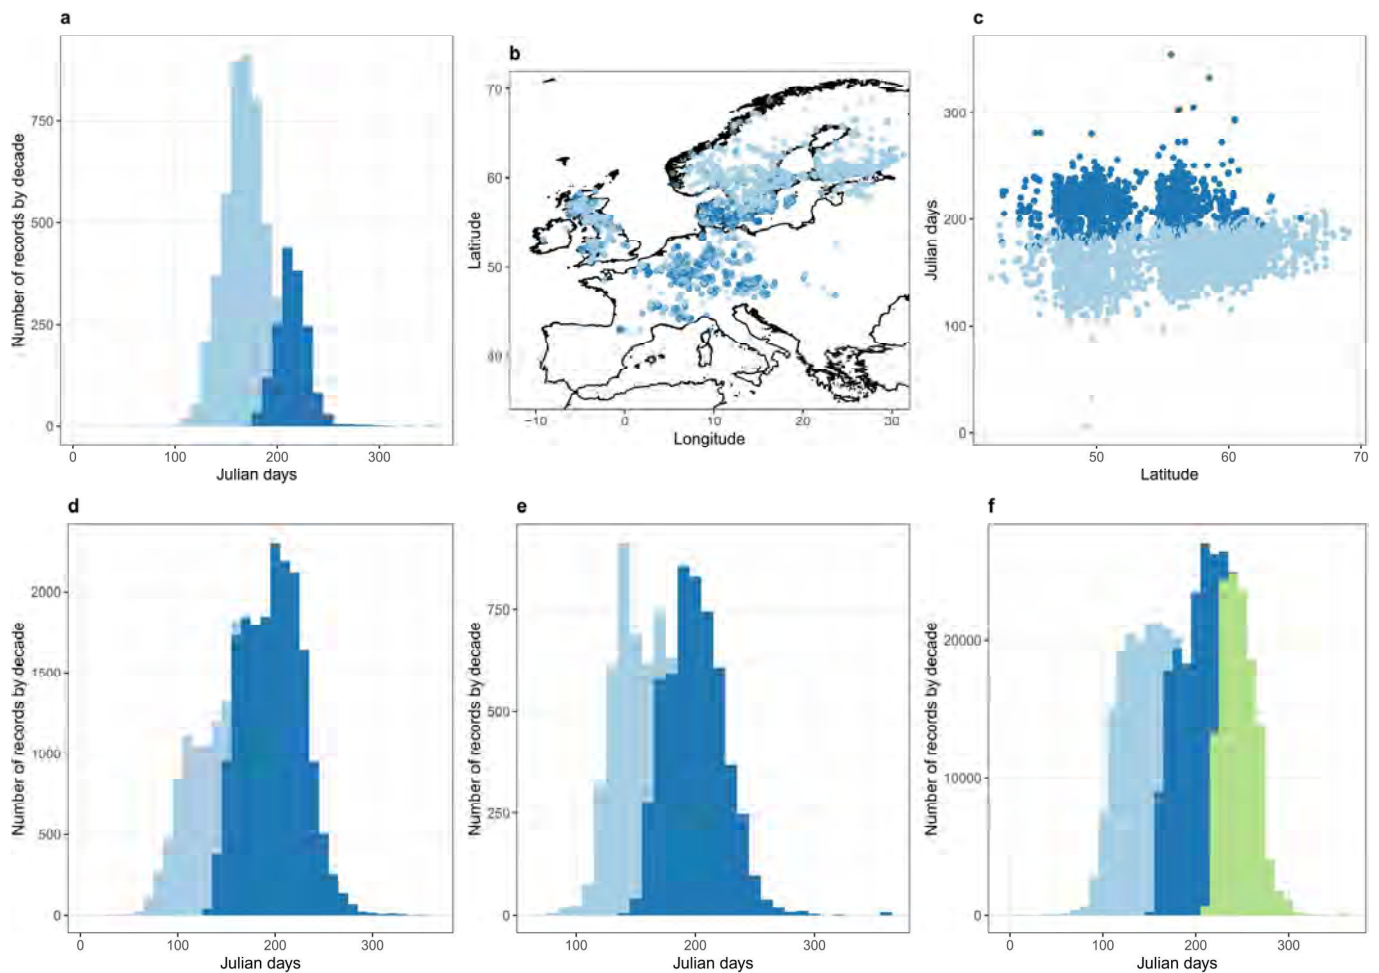 a
750
500
250
0
Number of records by decade
0 100 200 300
Julian days
b
70
60
50
40
Latitude
−10 0 10 20 30
Longitude
c
300
200
100
0
Julian days
50 60 70
Latitude
d
2000
1500
1000
500
0
Number of records by decade
0 100 200 300
Julian days
e
750
500
250
0
Number of records by decade
100 200 300
Julian days
f
20000
10000
0
Number of records by decade
0 100 200 300
Julian days